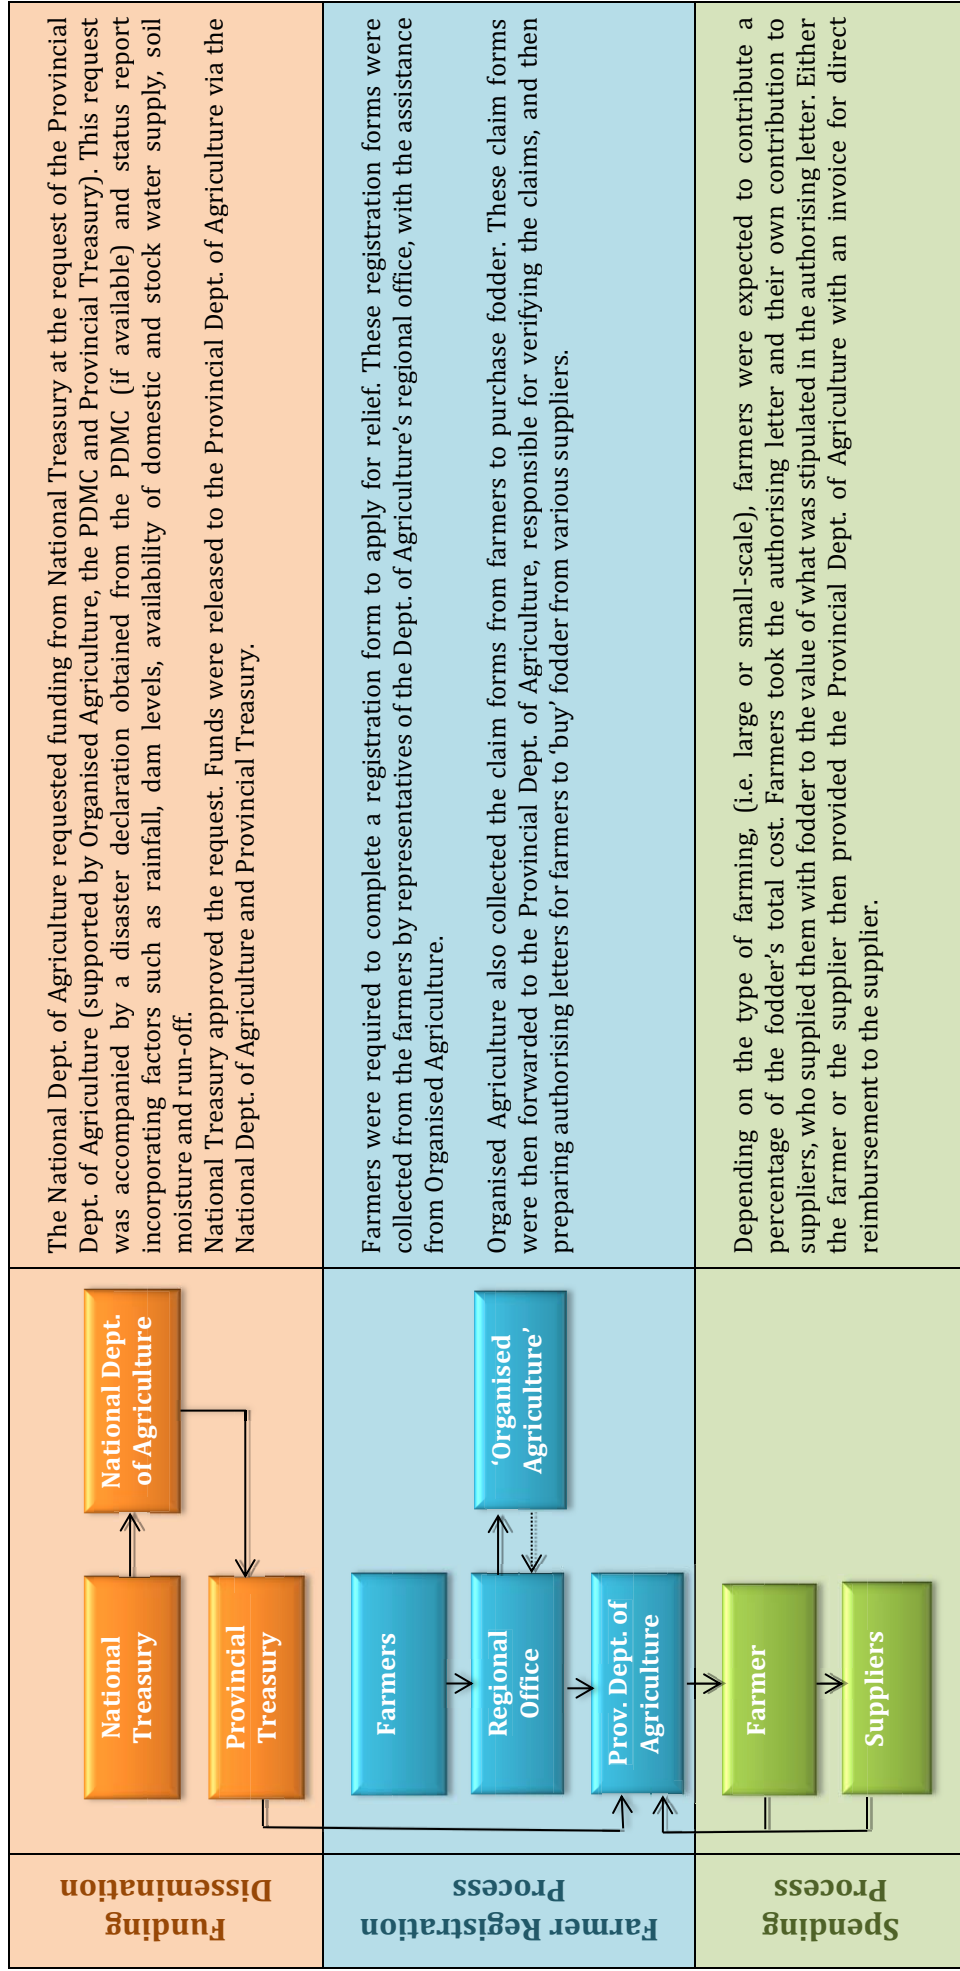 Funding
Dissemination
National
Treasury
National Dept.
of Agriculture
Provincial
Treasury
The National Dept. of Agriculture requested funding from National Treasury at the request of the Provincial
Dept. of Agriculture (supported by Organised Agriculture, the PDMC and Provincial Treasury). This request
was accompanied by a disaster declaration obtained from the PDMC (if available) and status report
incorporating factors such as rainfall, dam levels, availability of domestic and stock water supply, soil
moisture and run-off.
National Treasury approved the request. Funds were released to the Provincial Dept. of Agriculture via the
National Dept. of Agriculture and Provincial Treasury.
Farmer Registration
Process
Farmers
Regional
Office
‘Organised
Agriculture’
Prov. Dept. of
Agriculture
Farmers were required to complete a registration form to apply for relief. These registration forms were
collected from the farmers by representatives of the Dept. of Agriculture’s regional office, with the assistance
from Organised Agriculture.
Organised Agriculture also collected the claim forms from farmers to purchase fodder. These claim forms
were then forwarded to the Provincial Dept. of Agriculture, responsible for verifying the claims, and then
preparing authorising letters for farmers to ‘buy’ fodder from various suppliers.
Spending
Process
Farmer
Suppliers
Depending on the type of farming, (i.e. large or small-scale), farmers were expected to contribute a
percentage of the fodder’s total cost. Farmers took the authorising letter and their own contribution to
suppliers, who supplied them with fodder to the value of what was stipulated in the authorising letter. Either
the farmer or the supplier then provided the Provincial Dept. of Agriculture with an invoice for direct
reimbursement to the supplier.